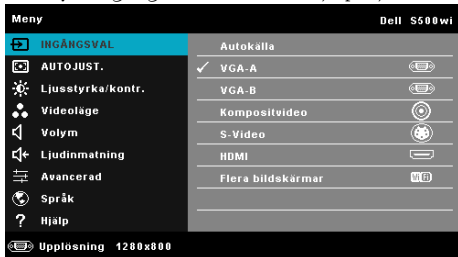 Meny Dell S500wi
INGÅNGSVAL
AUTOJUST.
Ljusstyrka/kontr.
Videoläge
Volym
Ljudinmatning
Avancerad
Språk
Hjälp
Autokälla
VGA-A
VGA-B
Kompositvideo
S-Video
HDMI
Flera bildskärmar
Upplösning 1280x800